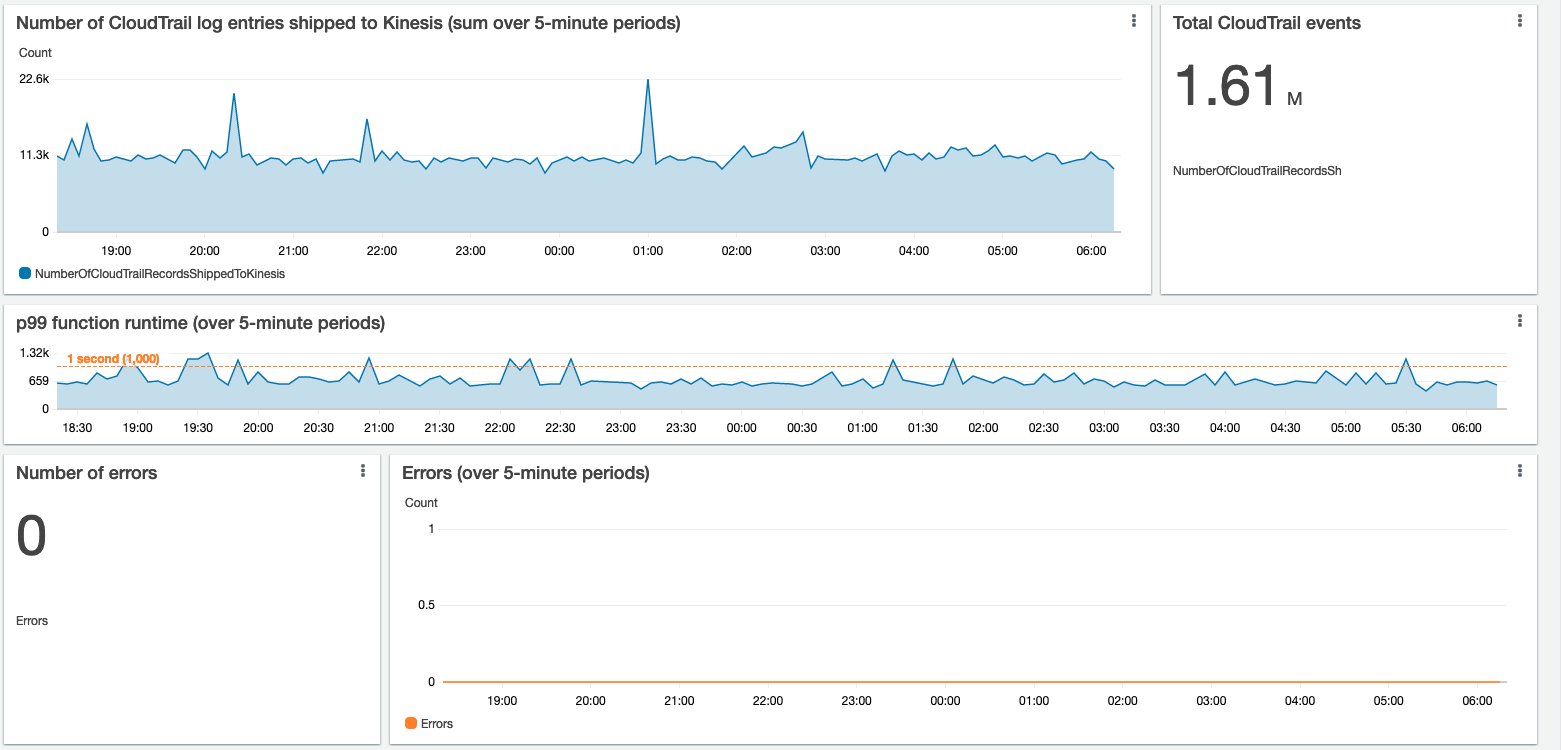 Number of CloudTrail log entries shipped to Kinesis (sum over 5-minute periods)
Count
22.6k
11.3k
0
19:00 20:00 21:00 22:00 23:00 00:00 01:00 02:00 03:00 04:00 05:00 06:00
NumberOfCloudTrailRecordsShippedToKinesis
Total CloudTrail events
1.61 M
NumberOfCloudTrailRecordsSh
p99 function runtime (over 5-minute periods)
1.32k
1 second (1,000)
659
0
18:30 19:00 19:30 20:00 20:30 21:00 21:30 22:00 22:30 23:00 23:30 00:00 00:30 01:00 01:30 02:00 02:30 03:00 03:30 04:00 04:30 05:00 05:30 06:00
Number of errors
0
Errors
Errors (over 5-minute periods)
Count
1
0.5
0
19:00 20:00 21:00 22:00 23:00 00:00 01:00 02:00 03:00 04:00 05:00 06:00
Errors